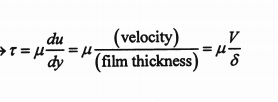 →τ = μ du/dy = μ (velocity)/(film thickness) = μ V/δ